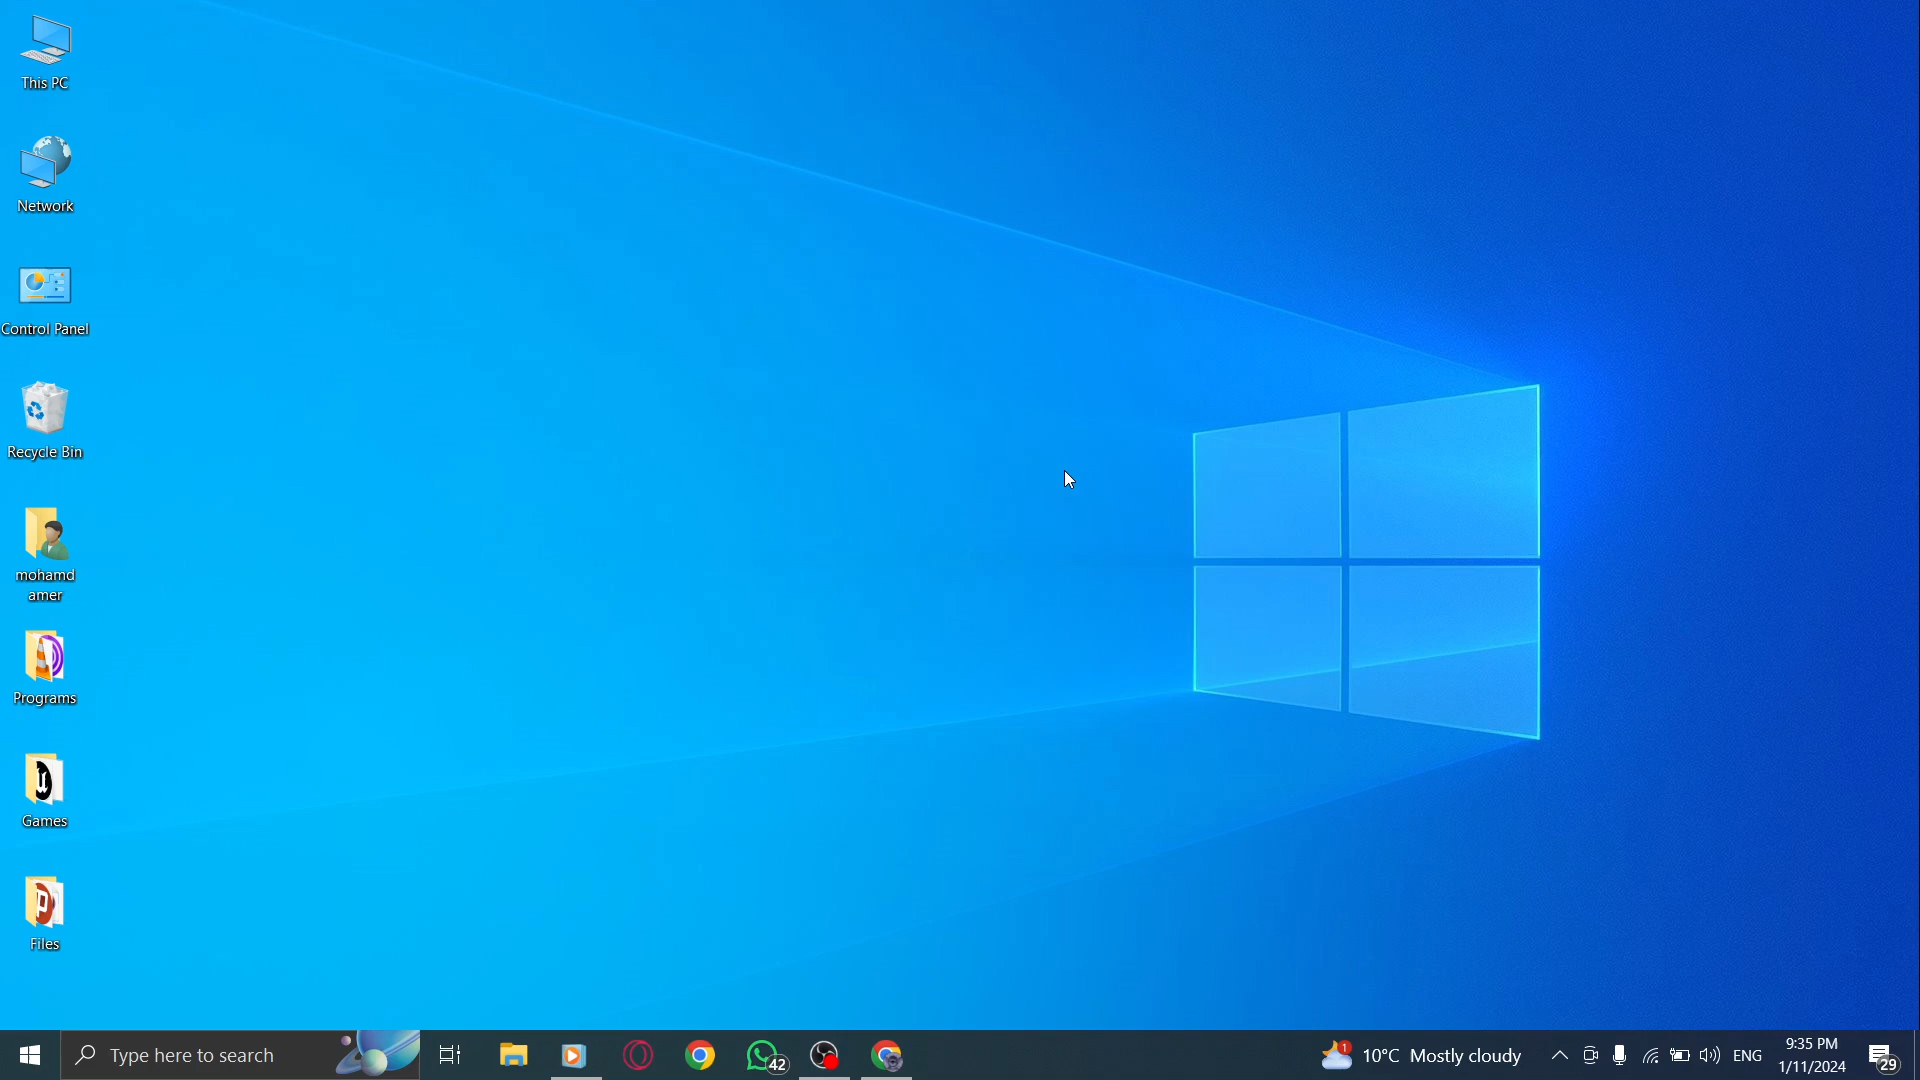 This PC
Network
Control Panel
Recycle Bin
mohamd
amer
Programs
Games
Files
Type here to search
42
1
10°C Mostly cloudy
ENG
9:35 PM
1/11/2024
29